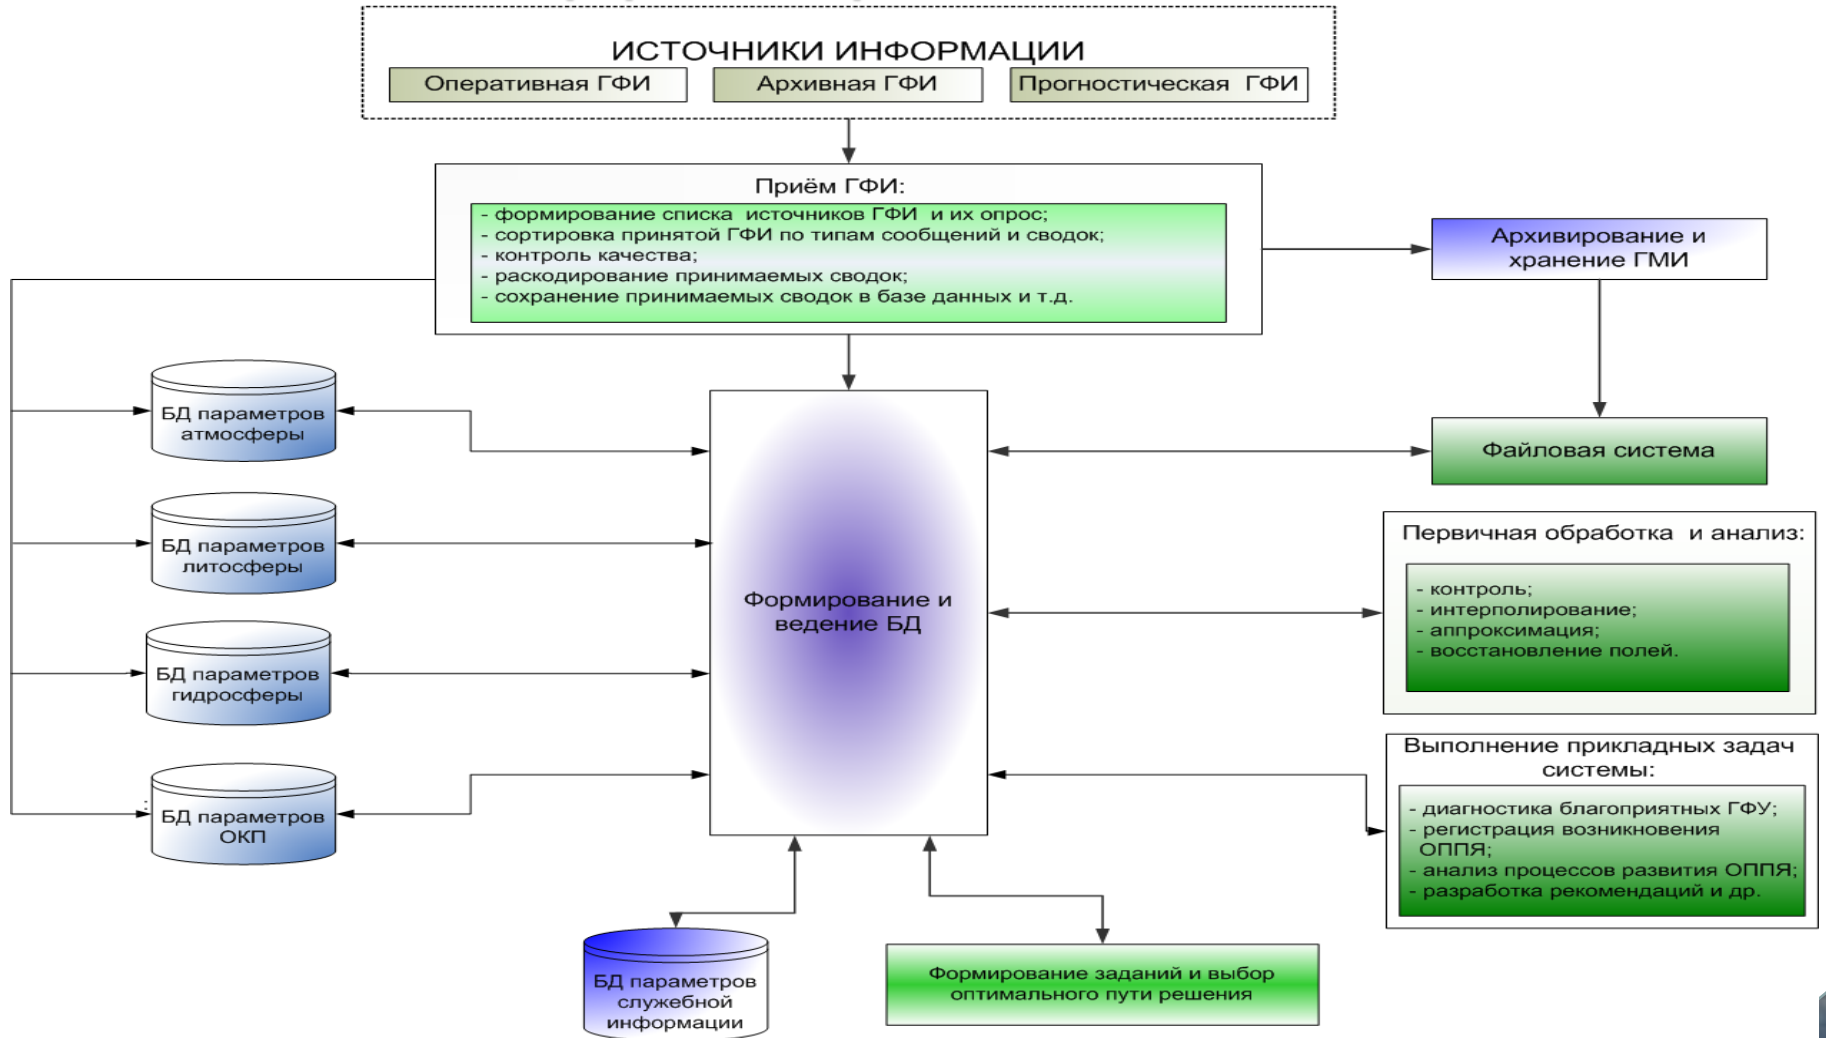 ИСТОЧНИКИ ИНФОРМАЦИИ
Оперативная ГФИ
Архивная ГФИ
Прогностическая ГФИ
Приём ГФИ:
- формирование списка источников ГФИ и их опрос;
- сортировка принятой ГФИ по типам сообщений и сводок;
- контроль качества;
- раскодирование принимаемых сводок;
- сохранение принимаемых сводок в базе данных и т.д.
Архивирование и
хранение ГМИ
БД параметров
атмосферы
Файловая система
БД параметров
литосферы
Первичная обработка и анализ:
- контроль;
- интерполирование;
- аппроксимация;
- восстановление полей.
Формирование и
ведение БД
БД параметров
гидросферы
Выполнение прикладных задач
системы:
- диагностика благоприятных ГФУ;
- регистрация возникновения
ОППЯ;
- анализ процессов развития ОППЯ;
- разработка рекомендаций и др.
:
БД параметров
ОКП
БД параметров
служебной
информации
Формирование заданий и выбор
оптимального пути решения